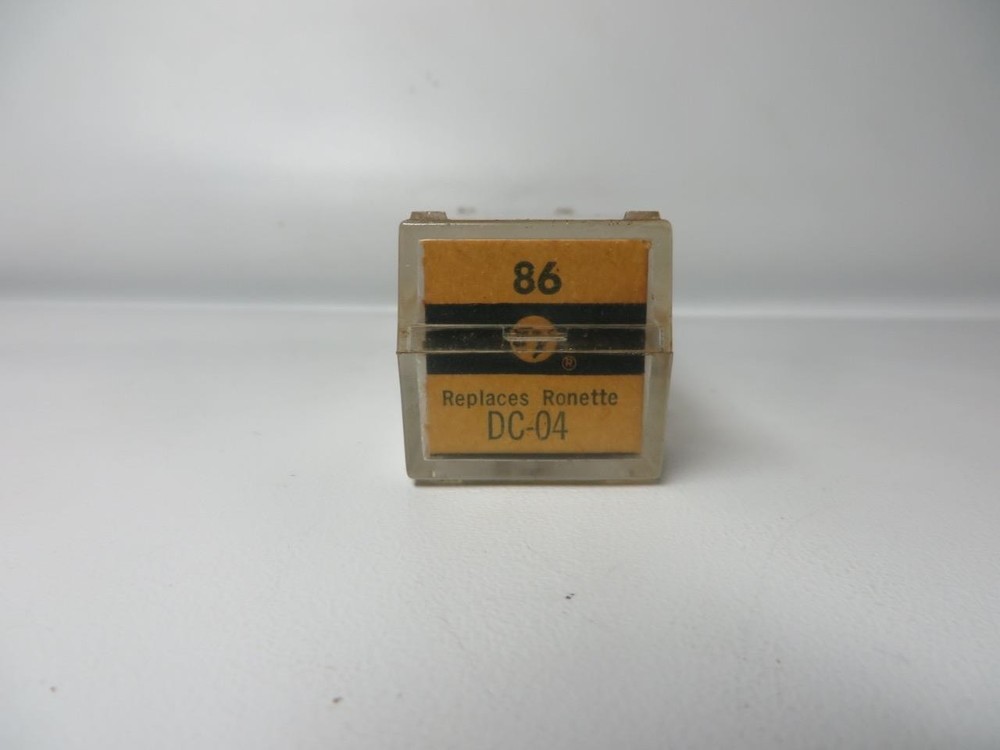 86
®
Replaces Ronette
DC-04